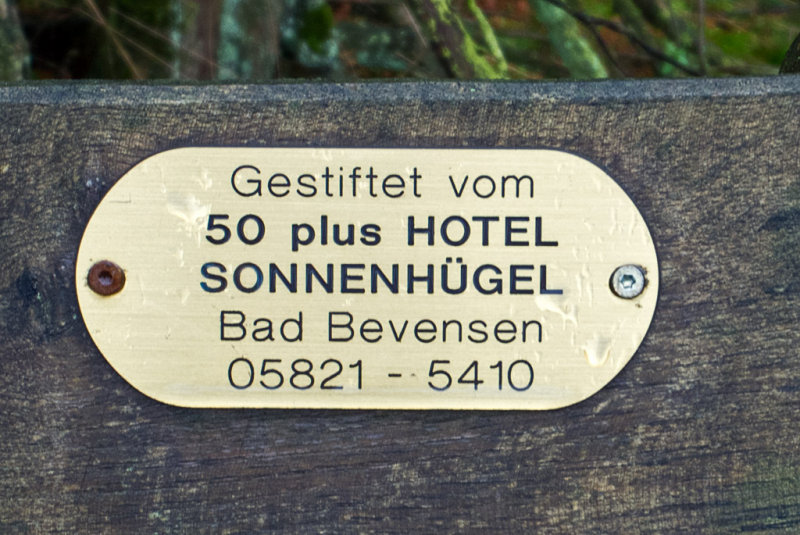 Gestiftet vom
50 plus HOTEL
SONNENHÜGEL
Bad Bevensen
05821 - 5410